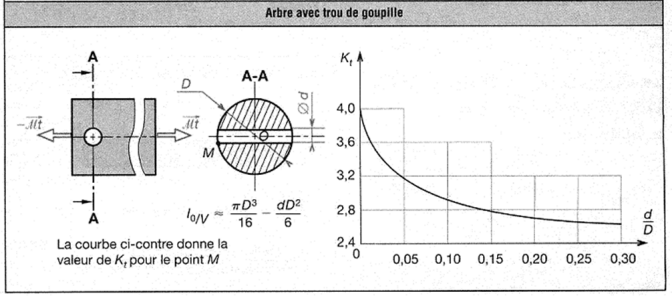 Arbre avec trou de goupille
A
A-A
D
Ø d
−ℳt
ℳt
M
A
I₀/V ≈ πD³/16 − dD²/6
La courbe ci-contre donne la
valeur de Kₜ pour le point M
Kₜ
4,0
3,6
3,2
2,8
2,4
0
0,05 0,10 0,15 0,20 0,25 0,30
d/D